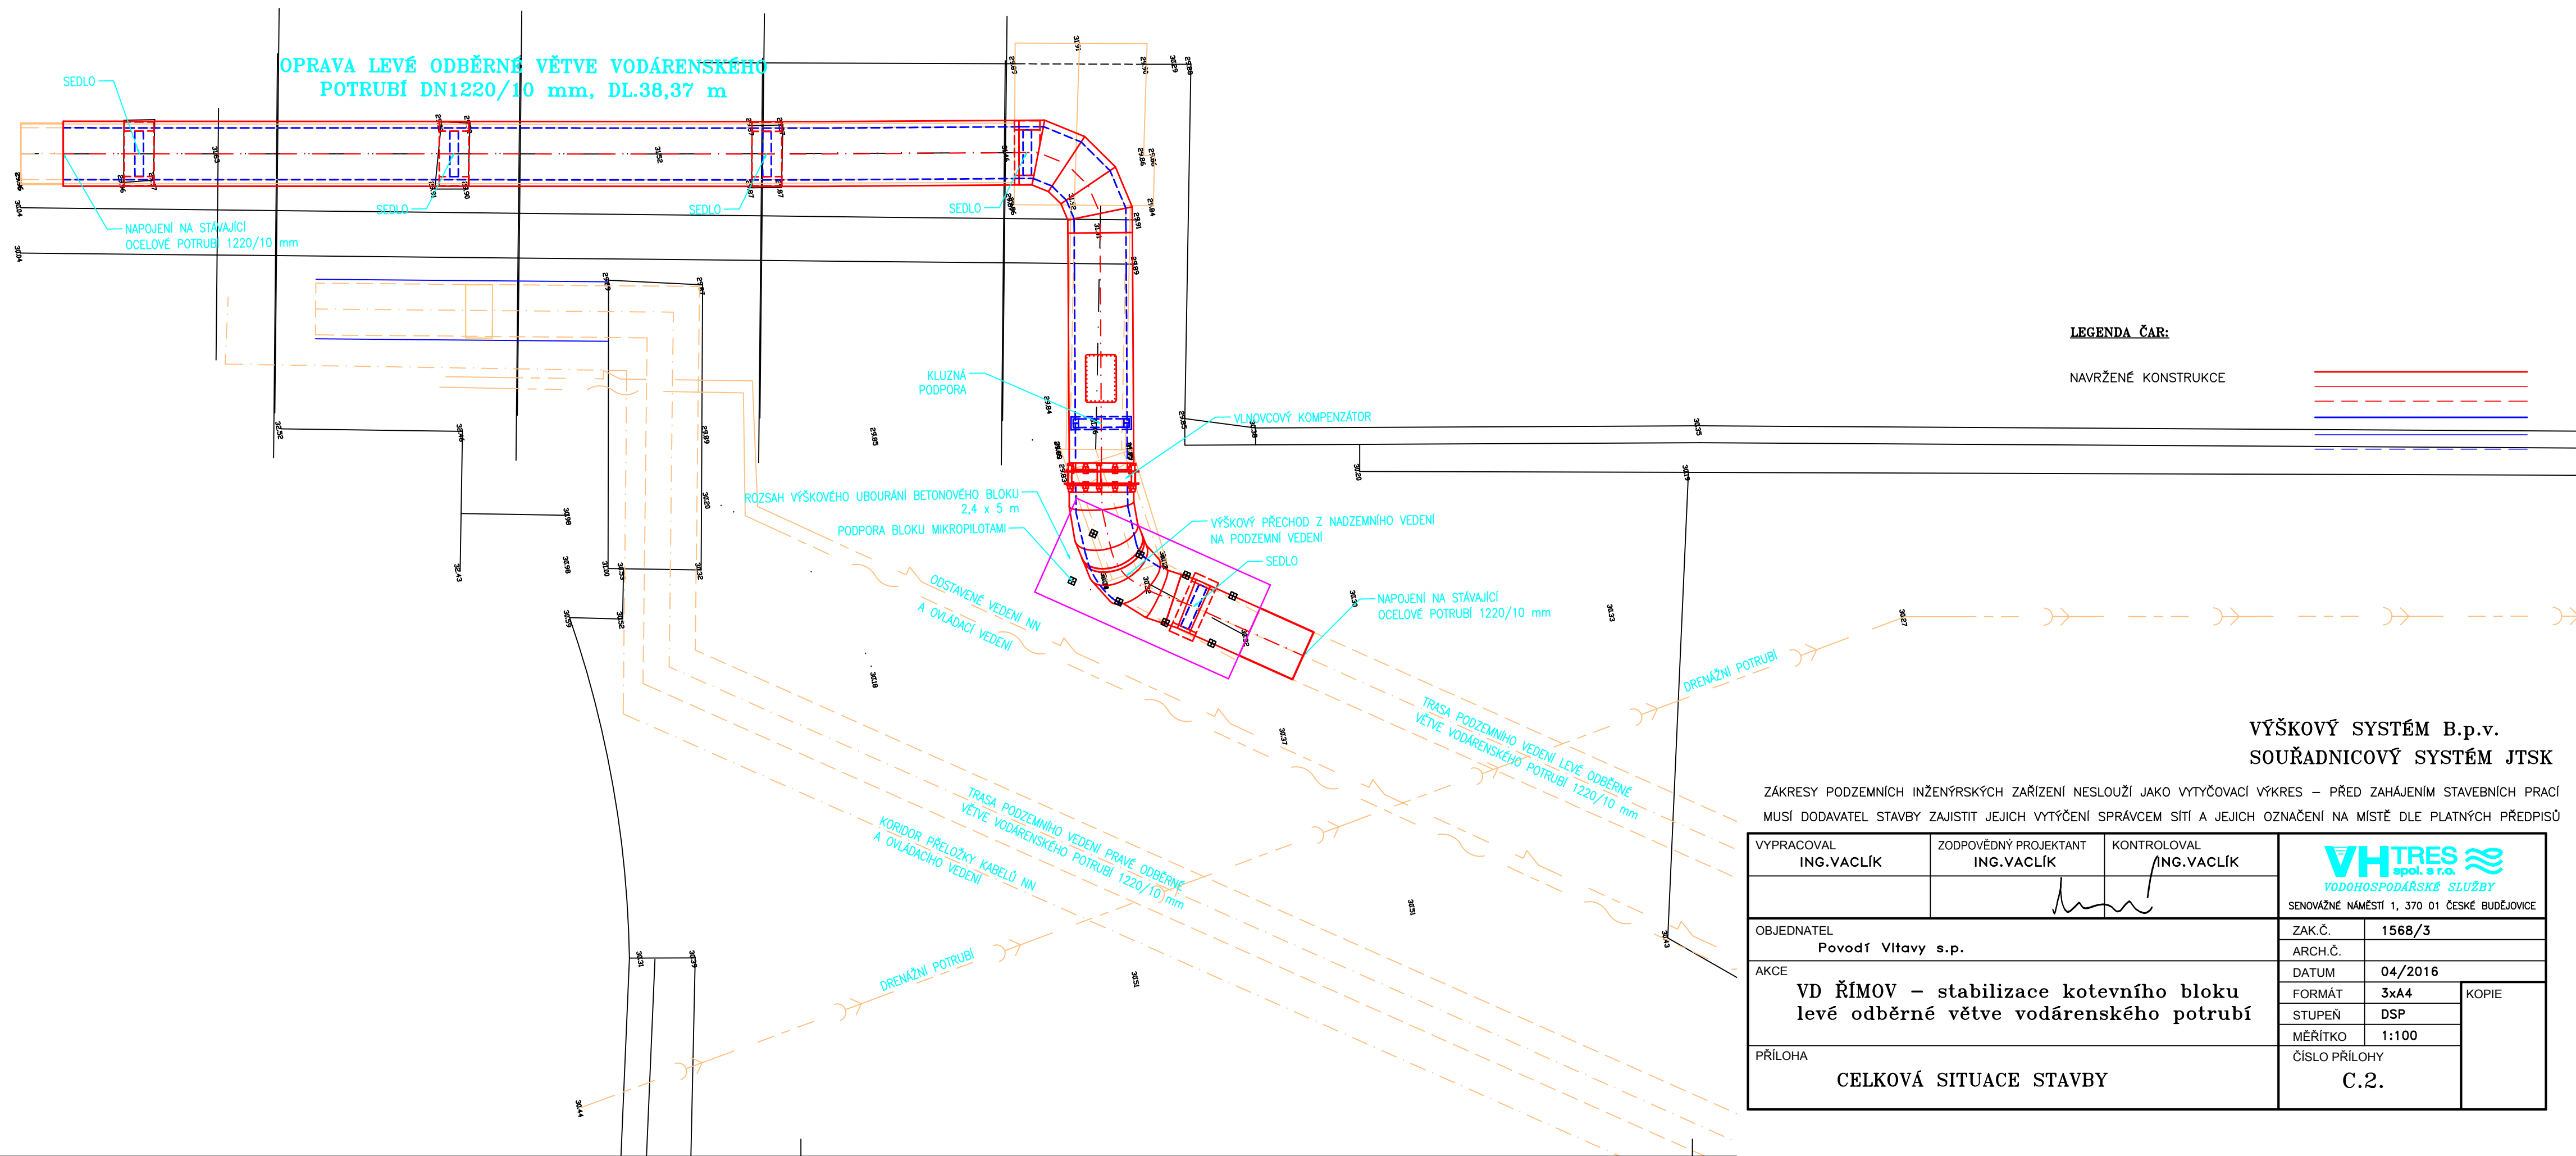 OPRAVA LEVÉ ODBĚRNÉ VĚTVE VODÁRENSKÉHO
POTRUBÍ DN1220/10 mm, DL.38,37 m
SEDLO
SEDLO
SEDLO
SEDLO
NAPOJENÍ NA STÁVAJÍCÍ
OCELOVÉ POTRUBÍ 1220/10 mm
KLUZNÁ
PODPORA
VLNOVCOVÝ KOMPENZÁTOR
ROZSAH VÝŠKOVÉHO UBOURÁNÍ BETONOVÉHO BLOKU
2,4 x 5 m
PODPORA BLOKU MIKROPILOTAMI
VÝŠKOVÝ PŘECHOD Z NADZEMNÍHO VEDENÍ
NA PODZEMNÍ VEDENÍ
SEDLO
NAPOJENÍ NA STÁVAJÍCÍ
OCELOVÉ POTRUBÍ 1220/10 mm
ODSTAVENÉ VEDENÍ NN
A OVLÁDACÍ VEDENÍ
DRENÁŽNÍ POTRUBÍ
TRASA PODZEMNÍHO VEDENÍ LEVÉ ODBĚRNÉ
VĚTVE VODÁRENSKÉHO POTRUBÍ 1220/10 mm
TRASA PODZEMNÍHO VEDENÍ PRAVÉ ODBĚRNÉ
VĚTVE VODÁRENSKÉHO POTRUBÍ 1220/10 mm
KORIDOR PŘELOŽKY KABELŮ NN
A OVLÁDACÍHO VEDENÍ
DRENÁŽNÍ POTRUBÍ
LEGENDA ČAR:
NAVRŽENÉ KONSTRUKCE
VÝŠKOVÝ SYSTÉM B.p.v.
SOUŘADNICOVÝ SYSTÉM JTSK
ZÁKRESY PODZEMNÍCH INŽENÝRSKÝCH ZAŘÍZENÍ NESLOUŽÍ JAKO VYTYČOVACÍ VÝKRES – PŘED ZAHÁJENÍM STAVEBNÍCH PRACÍ
MUSÍ DODAVATEL STAVBY ZAJISTIT JEJICH VYTÝČENÍ SPRÁVCEM SÍTÍ A JEJICH OZNAČENÍ NA MÍSTĚ DLE PLATNÝCH PŘEDPISŮ
VYPRACOVAL
ING.VACLÍK
ZODPOVĚDNÝ PROJEKTANT
ING.VACLÍK
KONTROLOVAL
ING.VACLÍK
VH TRES
spol. s r.o.
VODOHOSPODÁŘSKÉ SLUŽBY
SENOVÁŽNÉ NÁMĚSTÍ 1, 370 01 ČESKÉ BUDĚJOVICE
OBJEDNATEL
Povodí Vltavy s.p.
AKCE
VD ŘÍMOV – stabilizace kotevního bloku
levé odběrné větve vodárenského potrubí
PŘÍLOHA
CELKOVÁ SITUACE STAVBY
ZAK.Č. 1568/3
ARCH.Č.
DATUM 04/2016
FORMÁT 3xA4
STUPEŇ DSP
MĚŘÍTKO 1:100
KOPIE
ČÍSLO PŘÍLOHY
C.2.